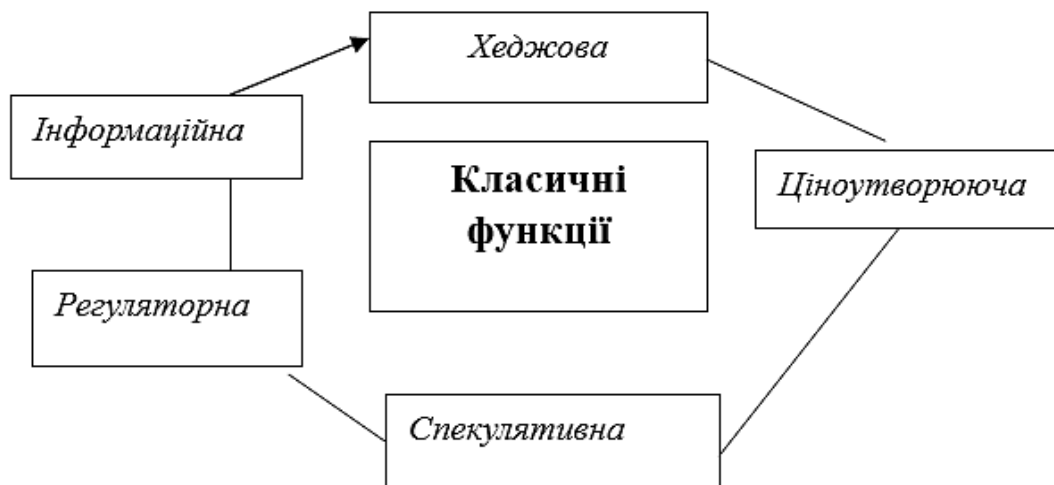 Хеджова
Інформаційна
Класичні
функції
Ціноутворююча
Регуляторна
Спекулятивна